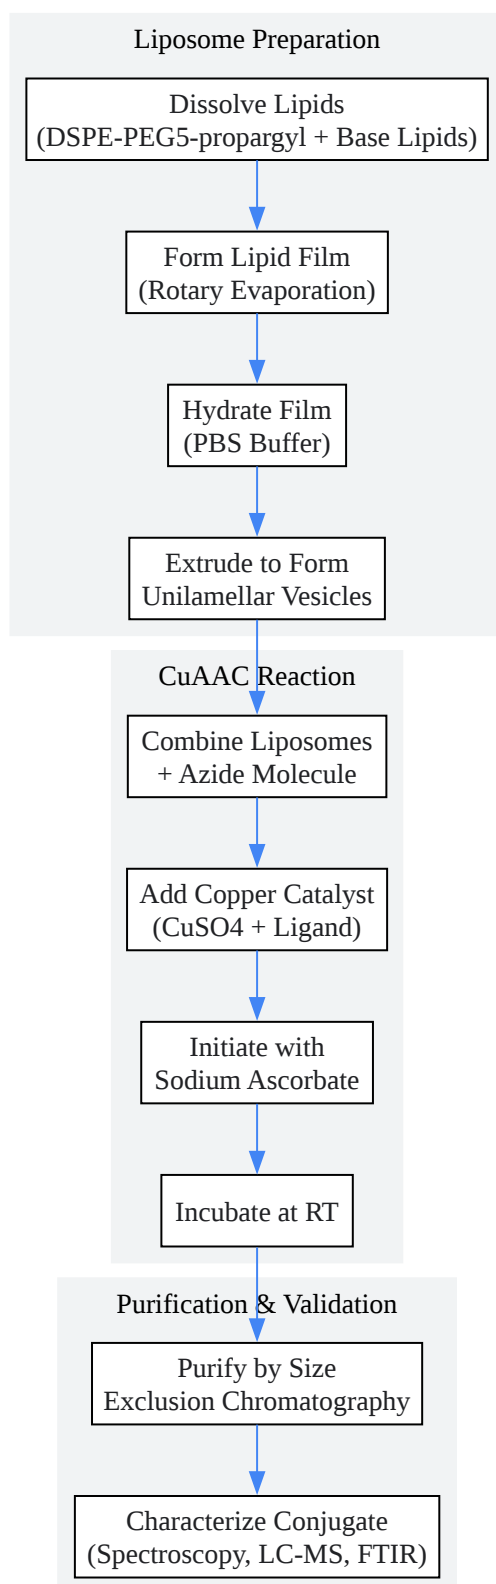 Liposome Preparation
Dissolve Lipids
(DSPE-PEG5-propargyl + Base Lipids)
Form Lipid Film
(Rotary Evaporation)
Hydrate Film
(PBS Buffer)
Extrude to Form
Unilamellar Vesicles
CuAAC Reaction
Combine Liposomes
+ Azide Molecule
Add Copper Catalyst
(CuSO4 + Ligand)
Initiate with
Sodium Ascorbate
Incubate at RT
Purification & Validation
Purify by Size
Exclusion Chromatography
Characterize Conjugate
(Spectroscopy, LC-MS, FTIR)